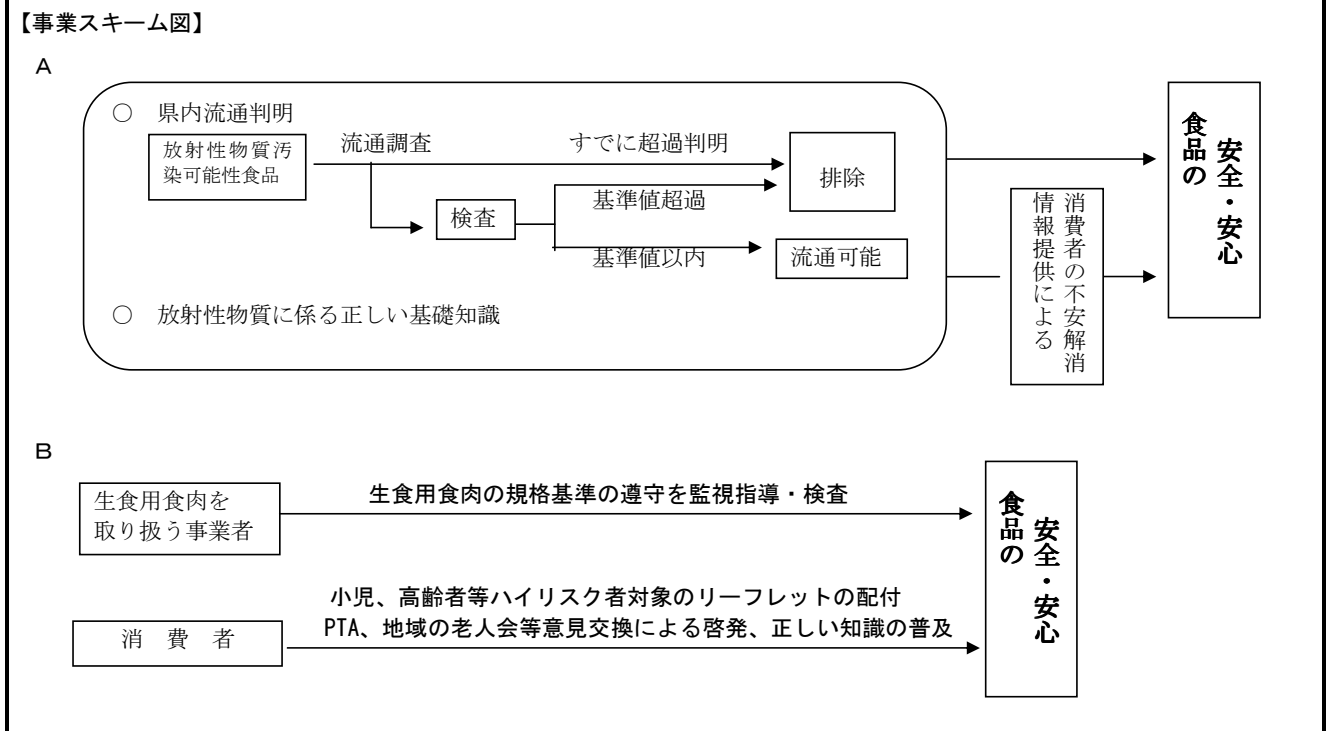 【事業スキーム図】
A
○ 県内流通判明
放射性物質汚
染可能性食品
流通調査
すでに超過判明
検査
基準値超過
基準値以内
排除
流通可能
○ 放射性物質に係る正しい基礎知識
情報提供による
消費者の不安解消
食品の
安全・安心
B
生食用食肉を
取り扱う事業者
生食用食肉の規格基準の遵守を監視指導・検査
消 費 者
小児、高齢者等ハイリスク者対象のリーフレットの配付
PTA、地域の老人会等意見交換による啓発、正しい知識の普及
食品の
安全・安心